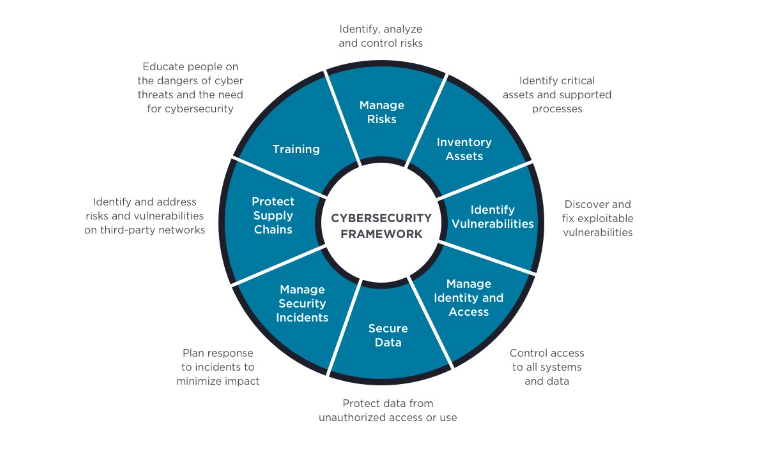 Identify, analyze
and control risks
Educate people on
the dangers of cyber
threats and the need
for cybersecurity
Identify critical
assets and supported
processes
Manage
Risks
Training
Inventory
Assets
Identify and address
risks and vulnerabilities
on third-party networks
Protect
Supply
Chains
CYBERSECURITY
FRAMEWORK
Identify
Vulnerabilities
Discover and
fix exploitable
vulnerabilities
Manage
Security
Incidents
Secure
Data
Manage
Identity and
Access
Plan response
to incidents to
minimize impact
Control access
to all systems
and data
Protect data from
unauthorized access or use